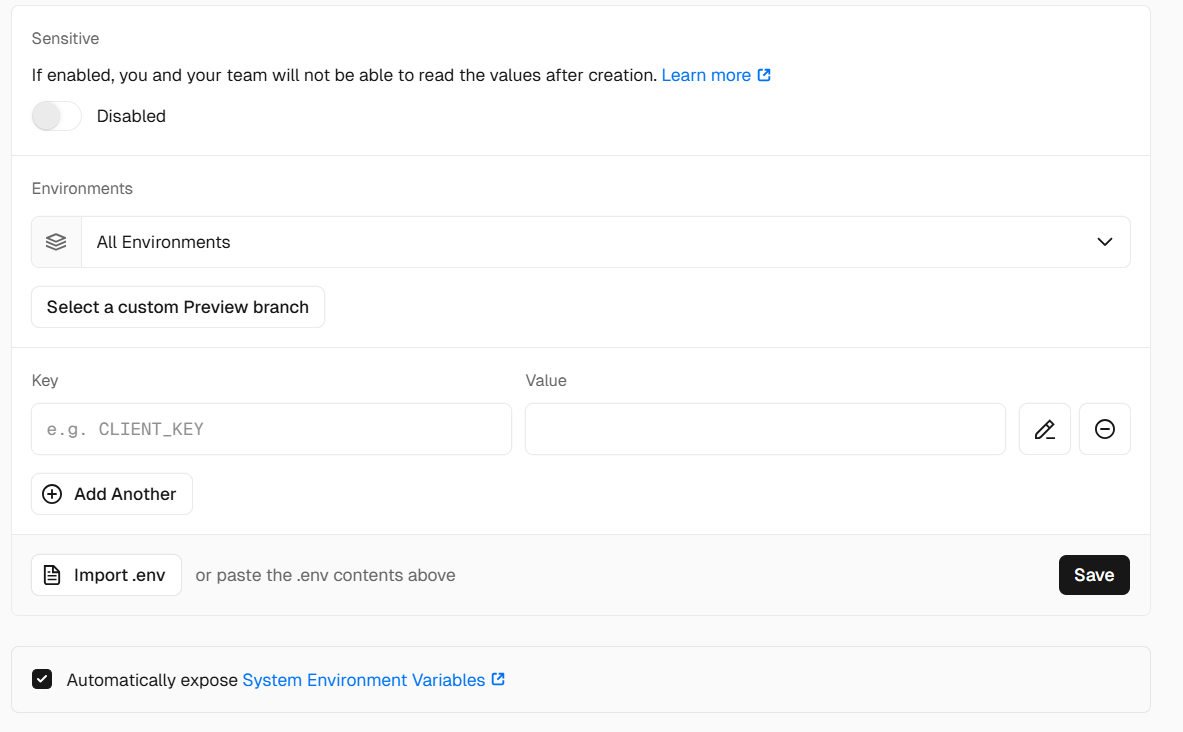 Sensitive
If enabled, you and your team will not be able to read the values after creation. Learn more
Disabled
Environments
All Environments
Select a custom Preview branch
Key Value
e.g. CLIENT_KEY
Add Another
Import .env or paste the .env contents above Save
Automatically expose System Environment Variables